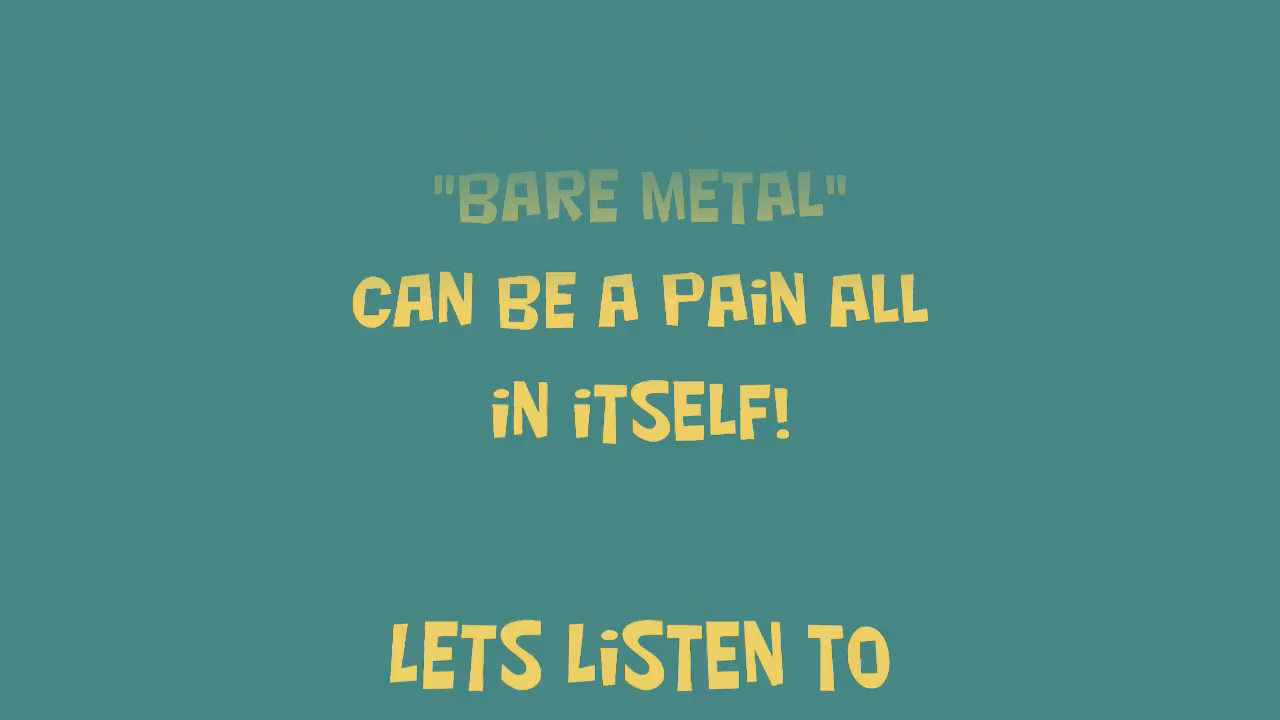 "BARE METAL"
CAN BE A PAiN ALL
iN iTSELF!
LETS LiSTEN TO